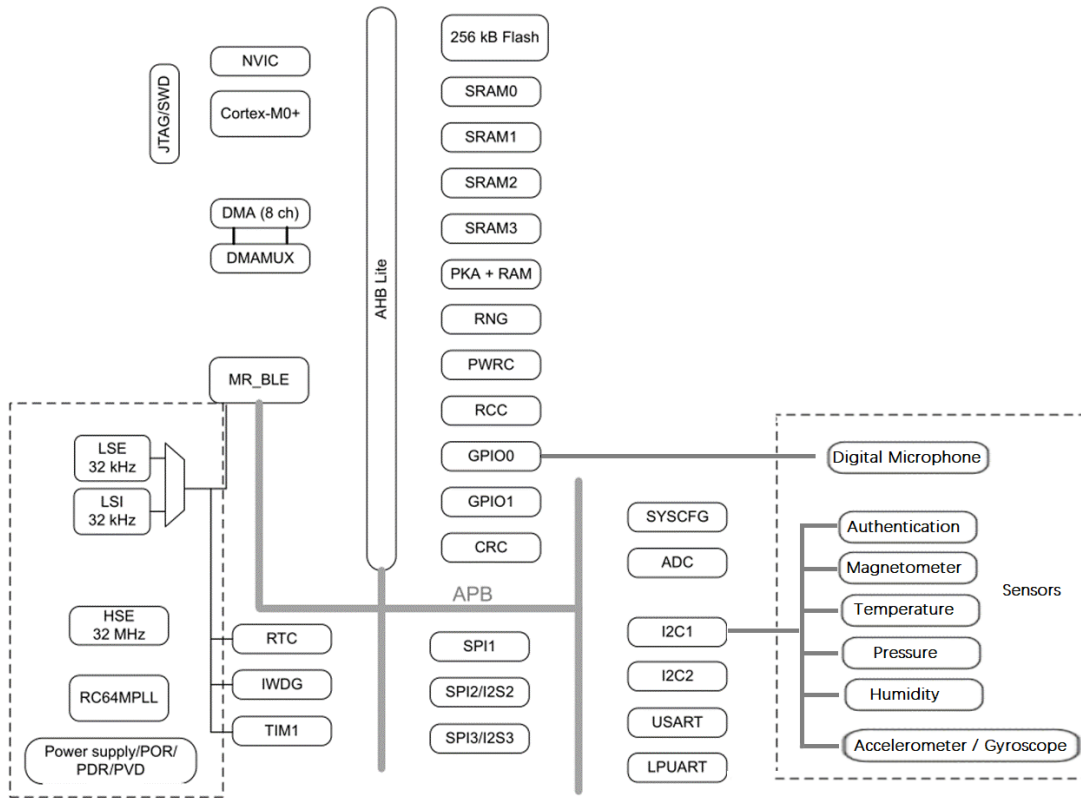 256 kB Flash
NVIC
JTAG/SWD
Cortex-M0+
SRAM0
SRAM1
SRAM2
SRAM3
DMA (8 ch)
DMAMUX
AHB Lite
PKA + RAM
RNG
PWRC
MR_BLE
RCC
LSE
32 kHz
LSI
32 kHz
GPIO0
Digital Microphone
GPIO1
SYSCFG
Authentication
CRC
ADC
Magnetometer
APB
Sensors
HSE
32 MHz
Temperature
RTC
SPI1
I2C1
Pressure
RC64MPLL
IWDG
SPI2/I2S2
I2C2
Humidity
TIM1
SPI3/I2S3
USART
Accelerometer / Gyroscope
Power supply/POR/
PDR/PVD
LPUART